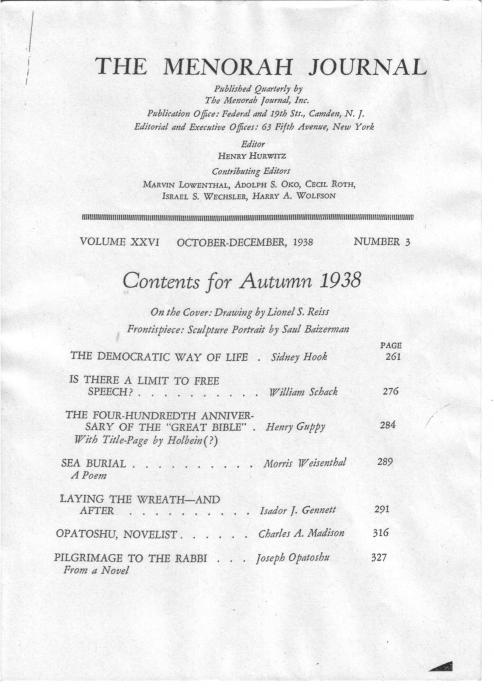 THE MENORAH JOURNAL
Published Quarterly by
The Menorah Journal, Inc.
Publication Office: Federal and 19th Sts., Camden, N. J.
Editorial and Executive Offices: 63 Fifth Avenue, New York
Editor
HENRY HURWITZ
Contributing Editors
MARVIN LOWENTHAL, ADOLPH S. OKO, CECIL ROTH,
ISRAEL S. WECHSLER, HARRY A. WOLFSON
VOLUME XXVI OCTOBER-DECEMBER, 1938 NUMBER 3
Contents for Autumn 1938
On the Cover: Drawing by Lionel S. Reiss
Frontispiece: Sculpture Portrait by Saul Baizerman
PAGE
THE DEMOCRATIC WAY OF LIFE . Sidney Hook 261
IS THERE A LIMIT TO FREE
SPEECH? . . . . . . . . . . William Schack 276
THE FOUR-HUNDREDTH ANNIVER-
SARY OF THE "GREAT BIBLE" . Henry Guppy 284
With Title-Page by Holbein(?)
SEA BURIAL . . . . . . . . . . Morris Weisenthal 289
A Poem
LAYING THE WREATH—AND
AFTER . . . . . . . . . . Isador J. Gennett 291
OPATOSHU, NOVELIST . . . . . . Charles A. Madison 316
PILGRIMAGE TO THE RABBI . . . Joseph Opatoshu 327
From a Novel